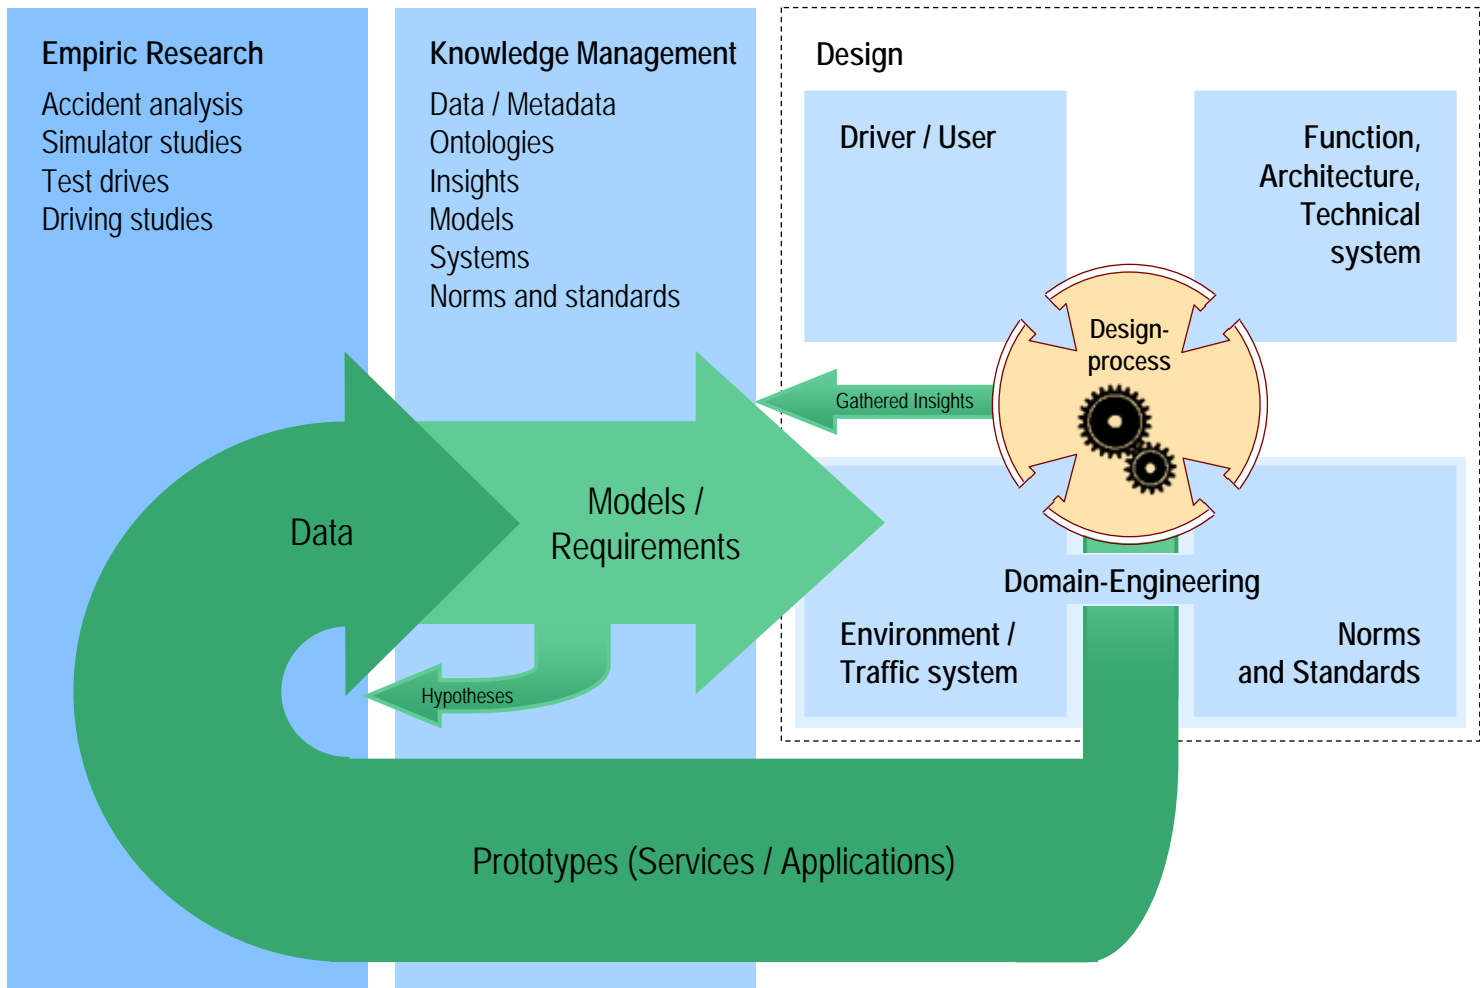 Empiric Research
Accident analysis
Simulator studies
Test drives
Driving studies
Knowledge Management
Data / Metadata
Ontologies
Insights
Models
Systems
Norms and standards
Design
Driver / User
Function,
Architecture,
Technical
system
Design-
process
Gathered Insights
Data
Models /
Requirements
Hypotheses
Domain-Engineering
Environment /
Traffic system
Norms
and Standards
Prototypes (Services / Applications)